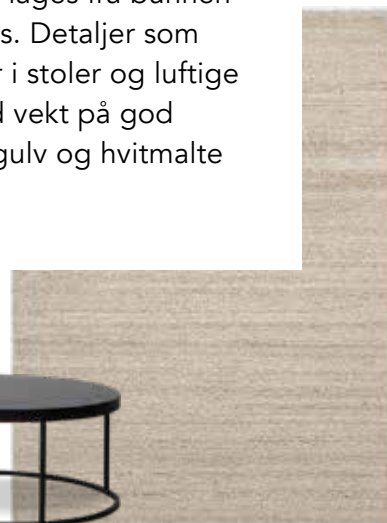 lages fra bunnen
s. Detaljer som
r i stoler og luftige
d vekt på god
gulv og hvitmalte